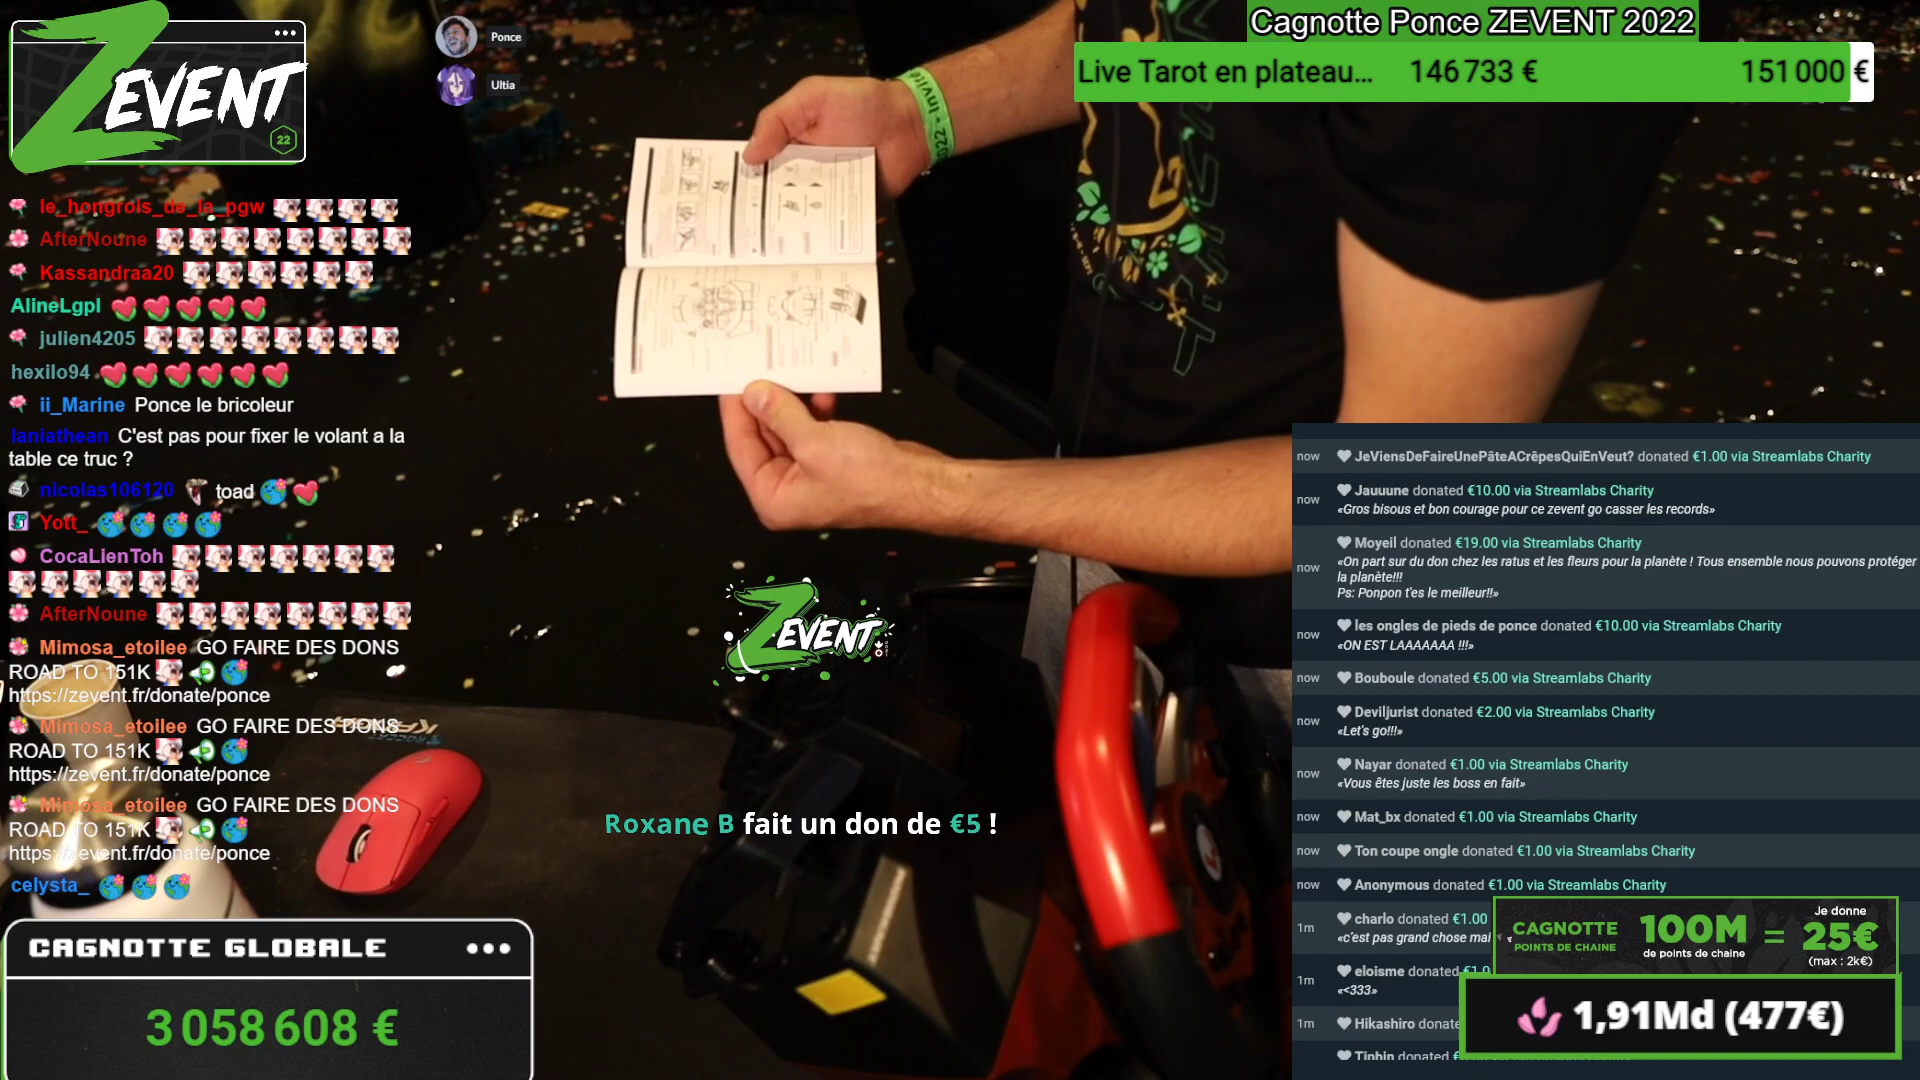 ZEVENT
22
Ponce
Ultia
Cagnotte Ponce ZEVENT 2022
Live Tarot en plateau... 146 733 € 151 000 €
2022 - Invité
le_hongrois_de_la_pgw
AfterNoune
Kassandraa20
AlineLgpl
julien4205
hexilo94
ii_Marine Ponce le bricoleur
laniathean C'est pas pour fixer le volant a la
table ce truc ?
nicolas106120 toad
Yott_
CocaLienToh
AfterNoune
Mimosa_etoilee GO FAIRE DES DONS
ROAD TO 151K
https://zevent.fr/donate/ponce
Mimosa_etoilee GO FAIRE DES DONS
ROAD TO 151K
https://zevent.fr/donate/ponce
Mimosa_etoilee GO FAIRE DES DONS
ROAD TO 151K
https://zevent.fr/donate/ponce
celysta_
CAGNOTTE GLOBALE
3 058 608 €
ZEVENT
Roxane B fait un don de €5 !
now JeViensDeFaireUnePâteACrêpesQuiEnVeut? donated €1.00 via Streamlabs Charity
now Jauuune donated €10.00 via Streamlabs Charity
«Gros bisous et bon courage pour ce zevent go casser les records»
now Moyeil donated €19.00 via Streamlabs Charity
«On part sur du don chez les ratus et les fleurs pour la planète ! Tous ensemble nous pouvons protéger
la planète!!!
Ps: Ponpon t'es le meilleur!!»
now les ongles de pieds de ponce donated €10.00 via Streamlabs Charity
«ON EST LAAAAAAA !!!»
now Bouboule donated €5.00 via Streamlabs Charity
now Deviljurist donated €2.00 via Streamlabs Charity
«Let's go!!!»
now Nayar donated €1.00 via Streamlabs Charity
«Vous êtes juste les boss en fait»
now Mat_bx donated €1.00 via Streamlabs Charity
now Ton coupe ongle donated €1.00 via Streamlabs Charity
now Anonymous donated €1.00 via Streamlabs Charity
1m charlo donated €1.00
«c'est pas grand chose mai
1m eloisme donated €1.0
«<333»
1m Hikashiro donate
Tinbin donated
CAGNOTTE
POINTS DE CHAINE
100M
de points de chaine
=
Je donne
25€
(max : 2k€)
1,91Md (477€)